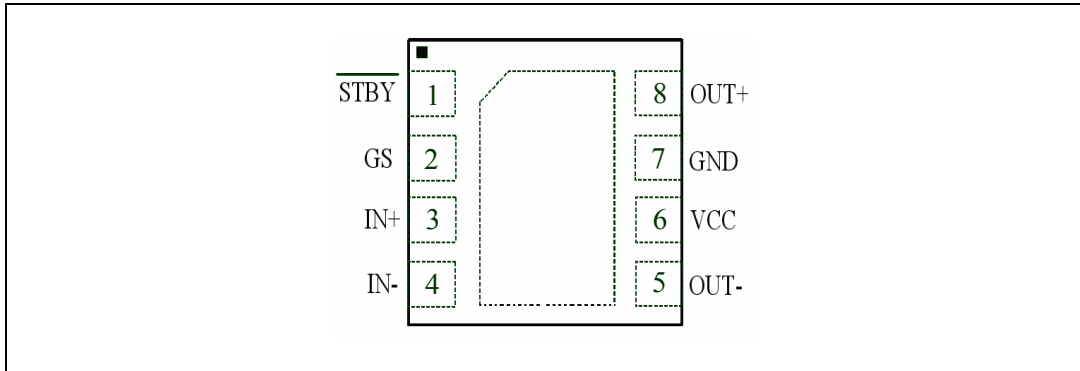 STBY 1 8 OUT+
GS 2 7 GND
IN+ 3 6 VCC
IN- 4 5 OUT-